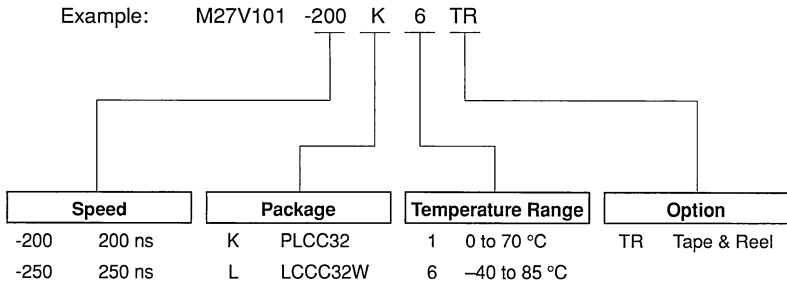 Example: M27V101 -200 K 6 TR
Speed Package Temperature Range Option
-200 200 ns K PLCC32 1 0 to 70 °C TR Tape & Reel
-250 250 ns L LCCC32W 6 –40 to 85 °C